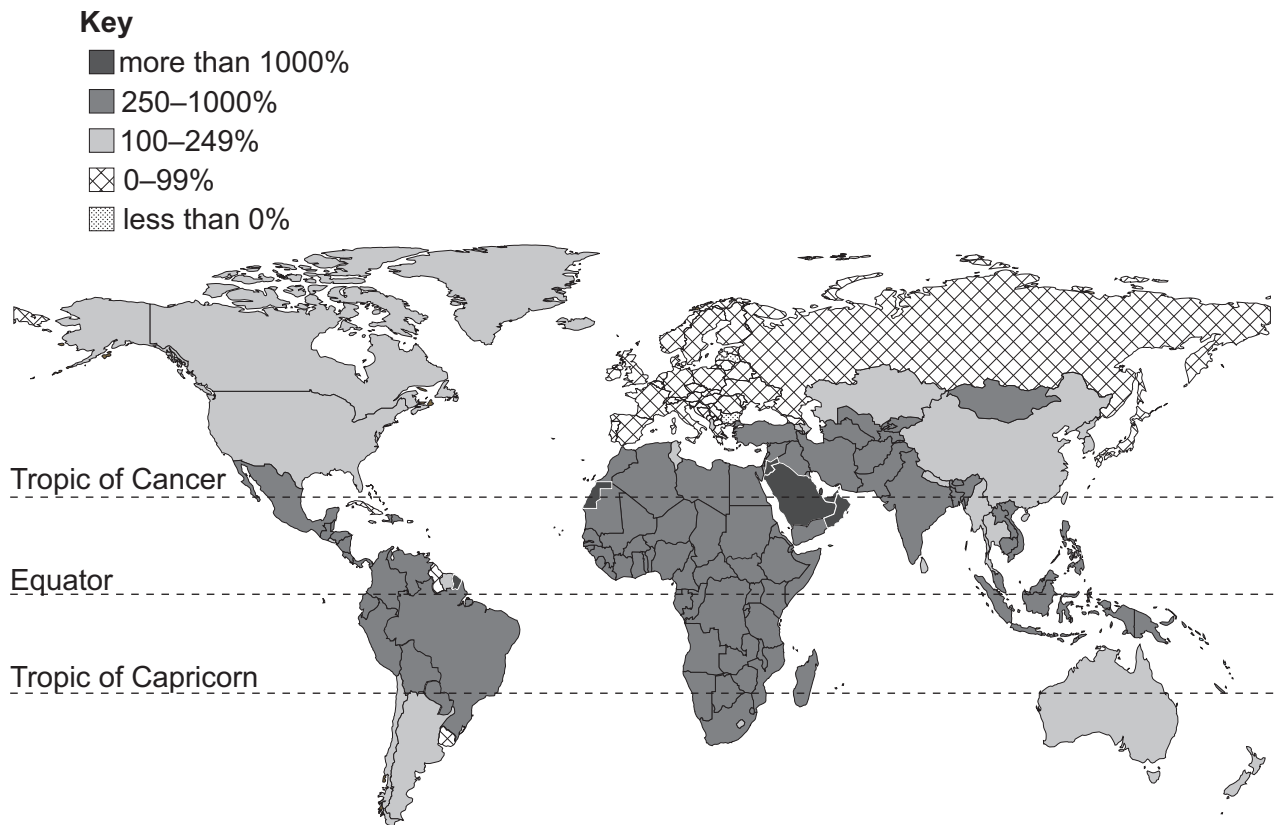 Key
more than 1000%
250–1000%
100–249%
0–99%
less than 0%
Tropic of Cancer
Equator
Tropic of Capricorn